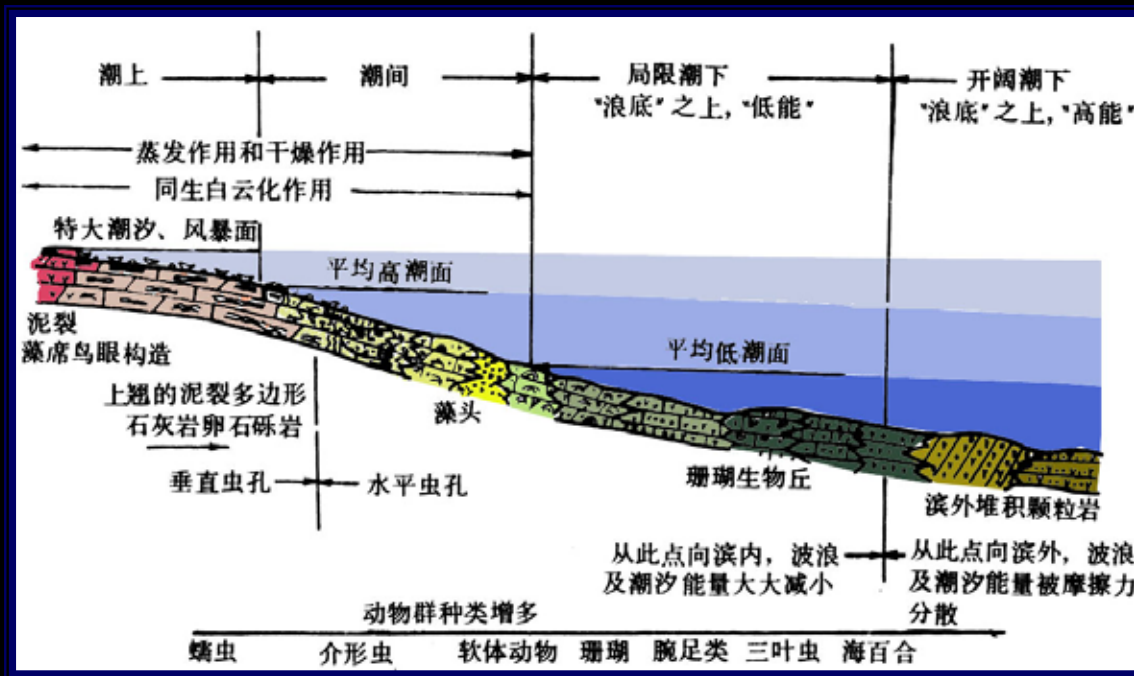 潮上
潮间
局限潮下
"浪底"之上,"低能"
开阔潮下
"浪底"之上,"高能"
蒸发作用和干燥作用
同生白云化作用
特大潮汐、风暴面
平均高潮面
平均低潮面
泥裂
藻席鸟眼构造
上翘的泥裂多边形
石灰岩卵石砾岩
藻头
垂直虫孔
水平虫孔
珊瑚生物丘
滨外堆积颗粒岩
从此点向滨内，波浪
及潮汐能量大大减小
从此点向滨外，波浪
及潮汐能量被摩擦力
分散
动物群种类增多
蠕虫 介形虫 软体动物 珊瑚 腕足类 三叶虫 海百合